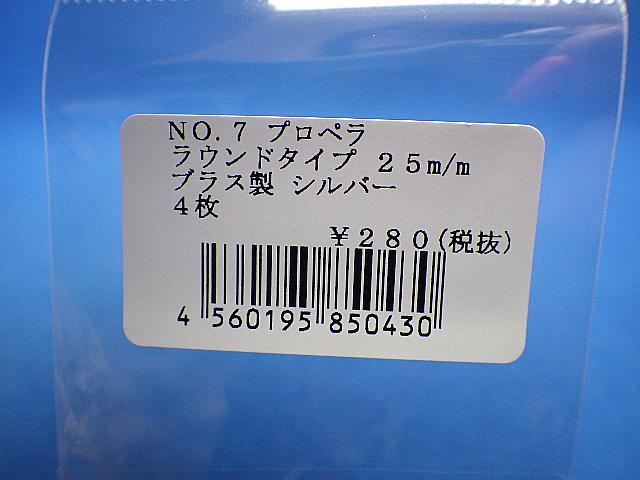 NO.7 プロペラ
ラウンドタイプ 25m/m
ブラス製 シルバー
4枚
￥280(税抜)
4 560195 850430